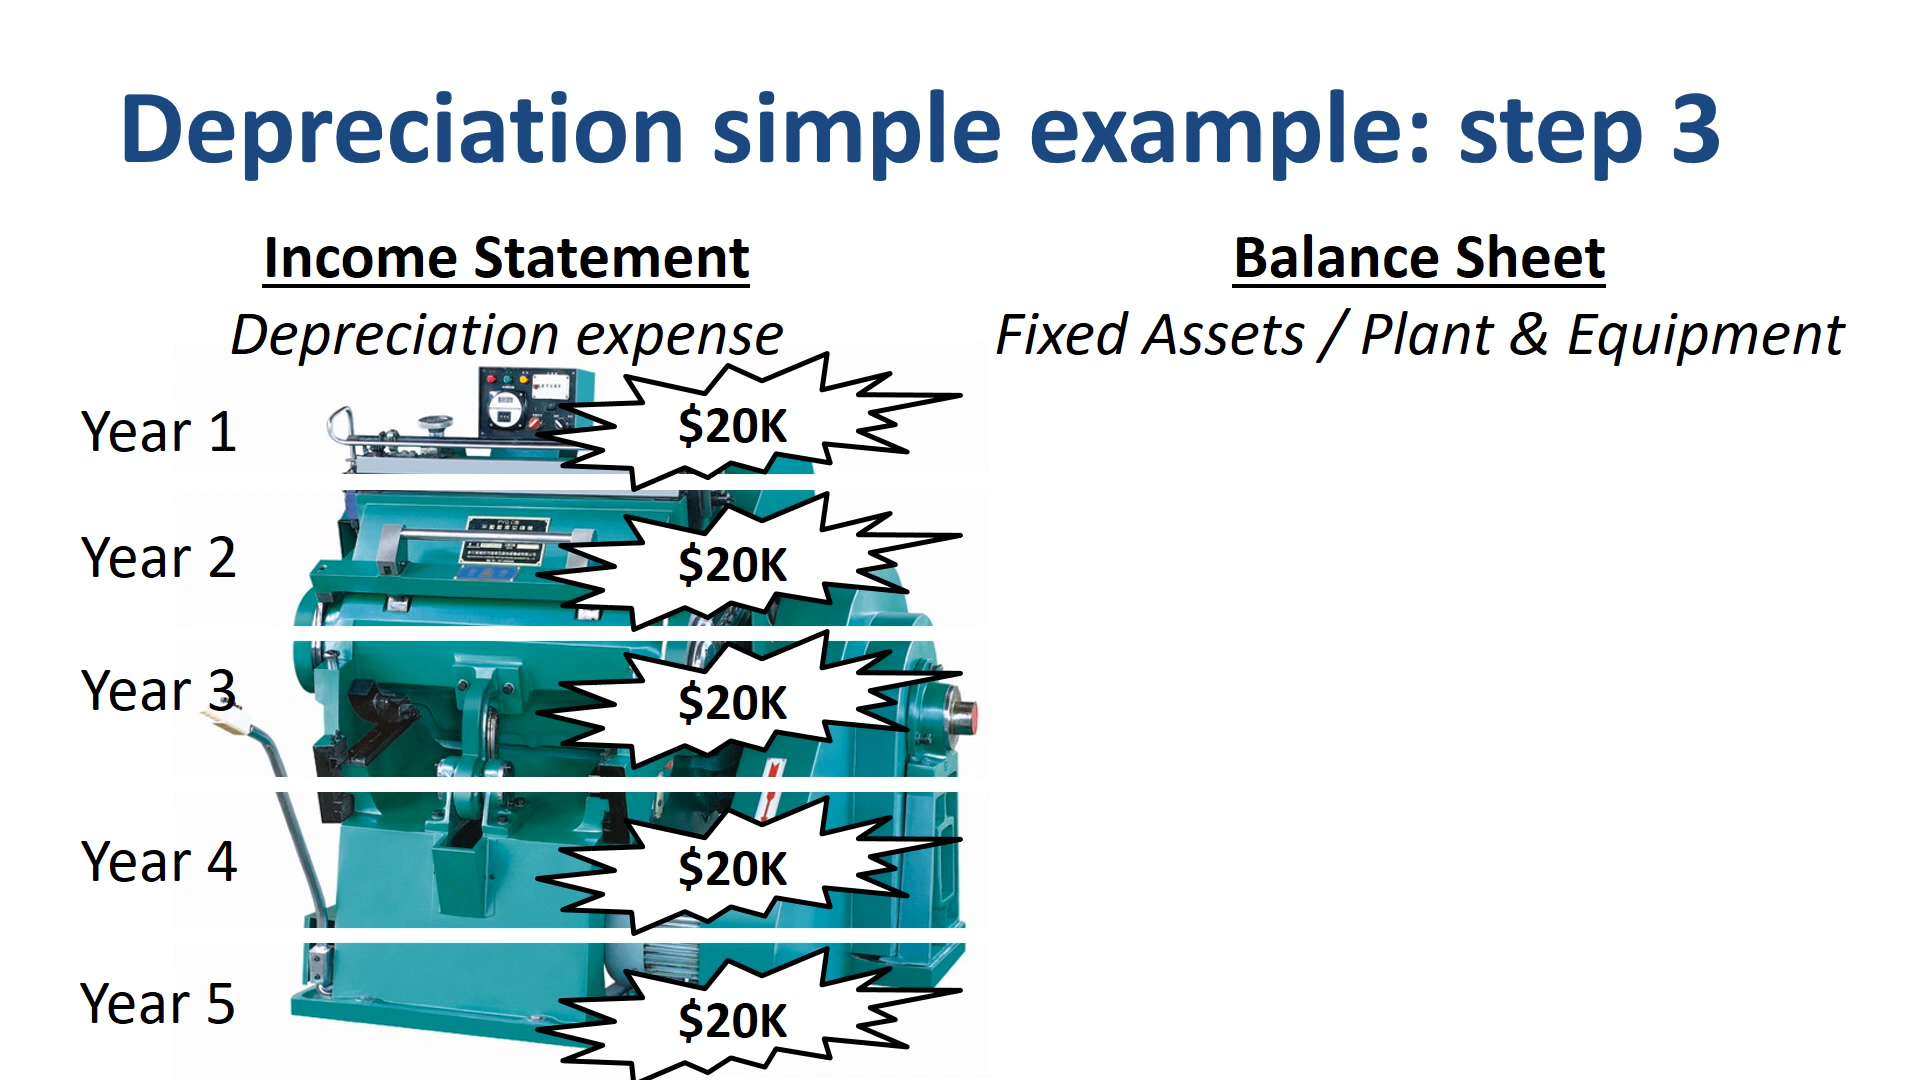 Depreciation simple example: step 3
Income Statement
Balance Sheet
Depreciation expense
Fixed Assets / Plant & Equipment
Year 1
$20K
Year 2
$20K
Year 3
$20K
Year 4
$20K
Year 5
$20K